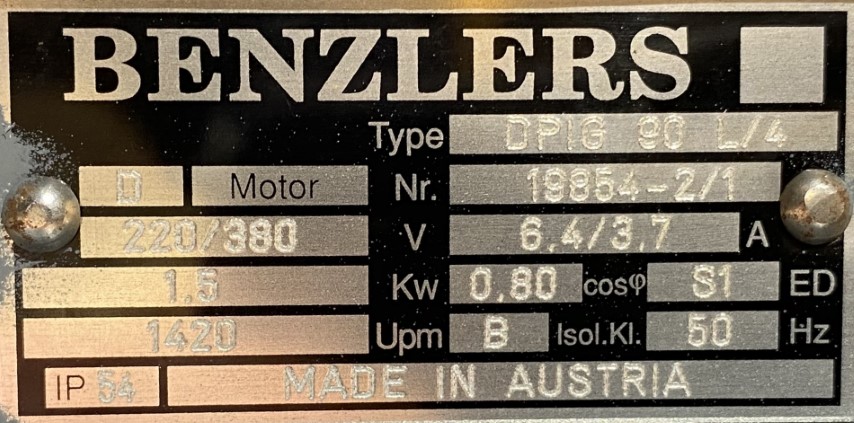 BENZLERS
Type DPIG 90 L/4
D Motor Nr. 19854-2/1
220/380 V 6,4/3,7 A
1,5 Kw 0,80 cosφ S1 ED
1420 Upm B Isol.Kl. 50 Hz
IP 54 MADE IN AUSTRIA